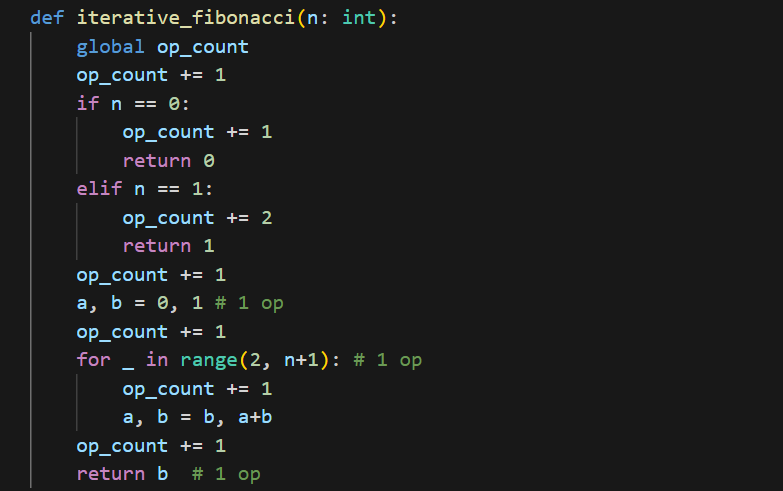 def iterative_fibonacci(n: int):
    global op_count
    op_count += 1
    if n == 0:
        op_count += 1
        return 0
    elif n == 1:
        op_count += 2
        return 1
    op_count += 1
    a, b = 0, 1 # 1 op
    op_count += 1
    for _ in range(2, n+1): # 1 op
        op_count += 1
        a, b = b, a+b
    op_count += 1
    return b  # 1 op